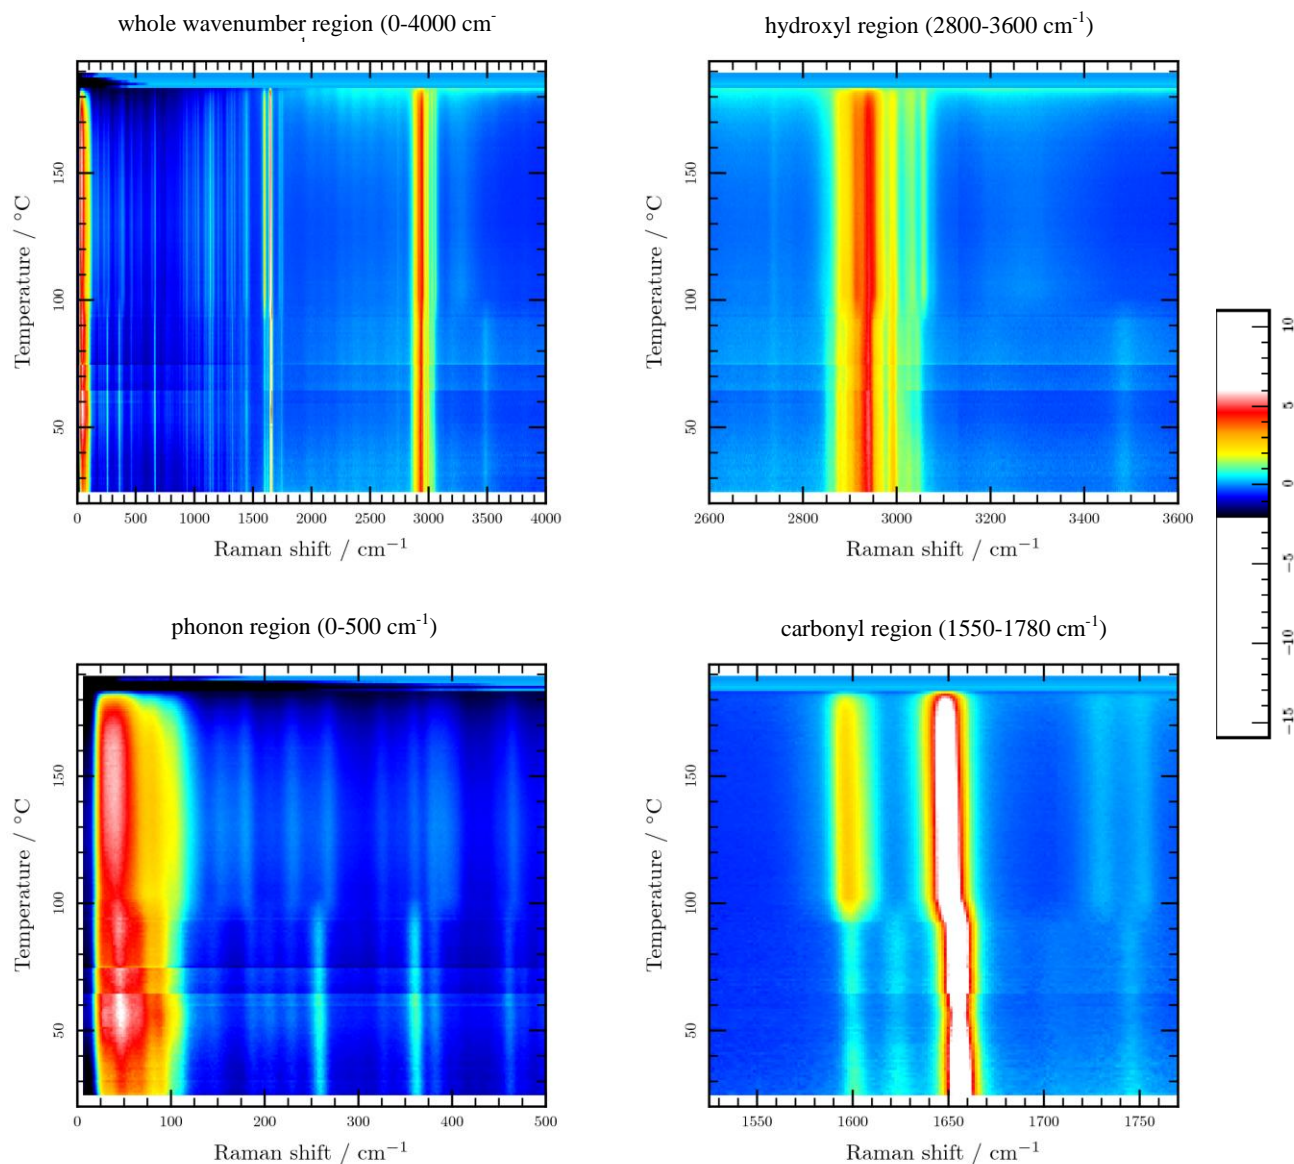 whole wavenumber region (0-4000 cm-
1
hydroxyl region (2800-3600 cm-1)
Temperature / °C
50
100
150
0 500 1000 1500 2000 2500 3000 3500 4000
Raman shift / cm−1
Temperature / °C
50
100
150
2600 2800 3000 3200 3400 3600
Raman shift / cm−1
10
5
0
−5
−10
−15
phonon region (0-500 cm-1)
carbonyl region (1550-1780 cm-1)
Temperature / °C
50
100
150
0 100 200 300 400 500
Raman shift / cm−1
Temperature / °C
50
100
150
1550 1600 1650 1700 1750
Raman shift / cm−1